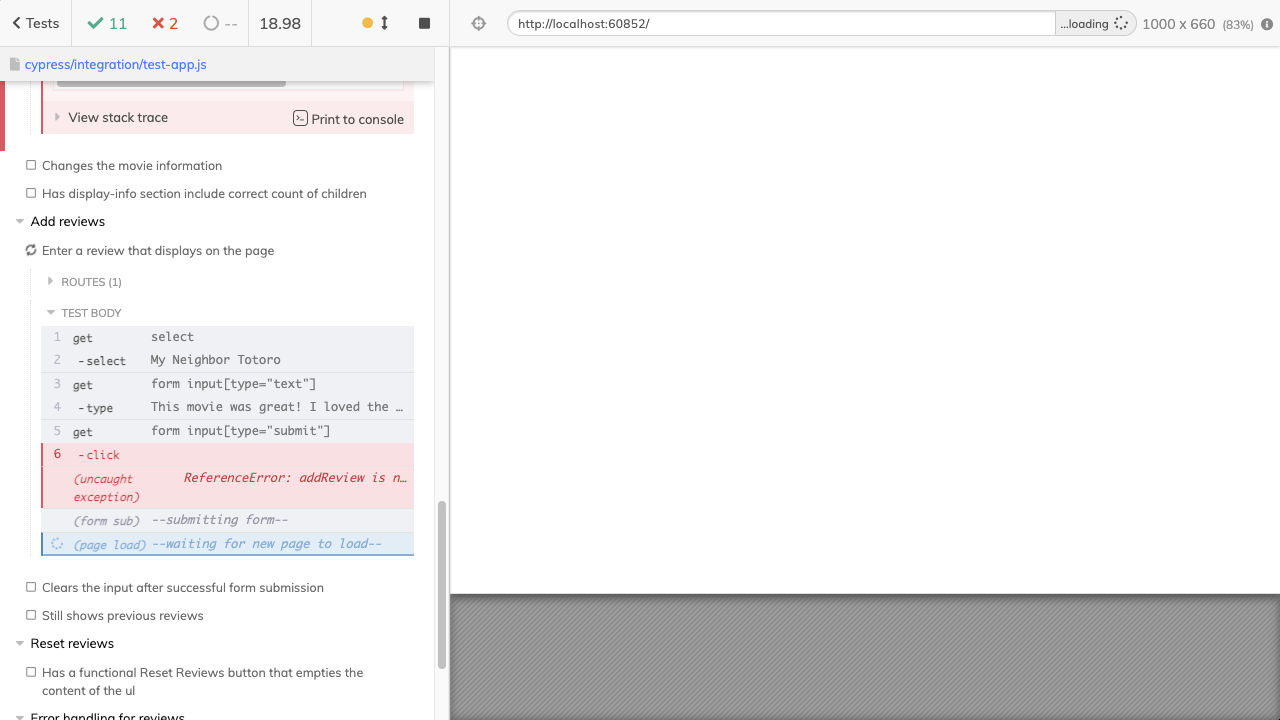 Tests 11 2 -- 18.98 http://localhost:60852/ ...loading 1000 x 660 (83%)
cypress/integration/test-app.js
View stack trace Print to console
Changes the movie information
Has display-info section include correct count of children
Add reviews
Enter a review that displays on the page
ROUTES (1)
TEST BODY
1 get select
2 -select My Neighbor Totoro
3 get form input[type="text"]
4 -type This movie was great! I loved the …
5 get form input[type="submit"]
6 -click
(uncaught exception) ReferenceError: addReview is n…
(form sub) --submitting form--
(page load) --waiting for new page to load--
Clears the input after successful form submission
Still shows previous reviews
Reset reviews
Has a functional Reset Reviews button that empties the
content of the ul
Error handling for reviews